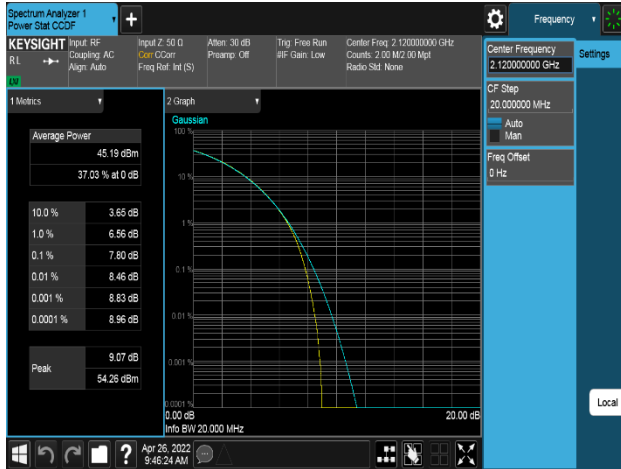 Spectrum Analyzer 1
Power Stat CCDF
Frequency
KEYSIGHT
RL
Input: RF
Coupling: AC
Align: Auto
Input Z: 50 Ω
Corr CCorr
Freq Ref: Int (S)
Atten: 30 dB
Preamp: Off
Trig: Free Run
#IF Gain: Low
Center Freq: 2.120000000 GHz
Counts: 2.00 M/2.00 Mpt
Radio Std: None
Center Frequency
2.120000000 GHz
Settings
CF Step
20.000000 MHz
Auto
Man
Freq Offset
0 Hz
1 Metrics
Average Power
45.19 dBm
37.03 % at 0 dB
10.0 % 3.65 dB
1.0 % 6.56 dB
0.1 % 7.80 dB
0.01 % 8.46 dB
0.001 % 8.83 dB
0.0001 % 8.96 dB
Peak 9.07 dB
54.26 dBm
2 Graph
Gaussian
100 %
10 %
1 %
0.1 %
0.01 %
0.001 %
0.0001 %
0.00 dB
20.00 dB
Info BW 20.000 MHz
Local
?
Apr 26, 2022
9:46:24 AM